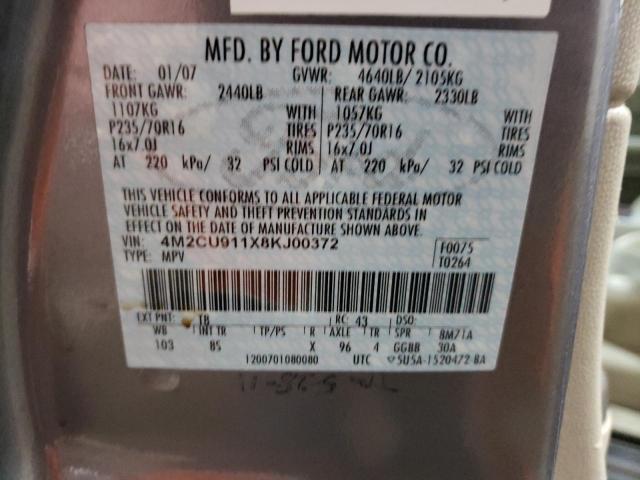 MFD. BY FORD MOTOR CO.
DATE: 01/07 GVWR: 4640LB/ 2105KG
FRONT GAWR: 2440LB REAR GAWR: 2330LB
1107KG WITH 1057KG WITH
P235/70R16 TIRES P235/70R16 TIRES
16x7.0J RIMS 16x7.0J RIMS
AT 220 kPa/ 32 PSI COLD AT 220 kPa/ 32 PSI COLD
THIS VEHICLE CONFORMS TO ALL APPLICABLE FEDERAL MOTOR
VEHICLE SAFETY AND THEFT PREVENTION STANDARDS IN
EFFECT ON THE DATE OF MANUFACTURE SHOWN ABOVE.
VIN: 4M2CU911X8KJ00372 F0075
TYPE: MPV T0264
EXT PNT: TB RC: 43 DSO:
WB INT TR TP/PS R AXLE TR SPR 8M71A
103 85 X 96 4 GGBB 30A
1200701080080 UTC 5U5A-1520472-BA